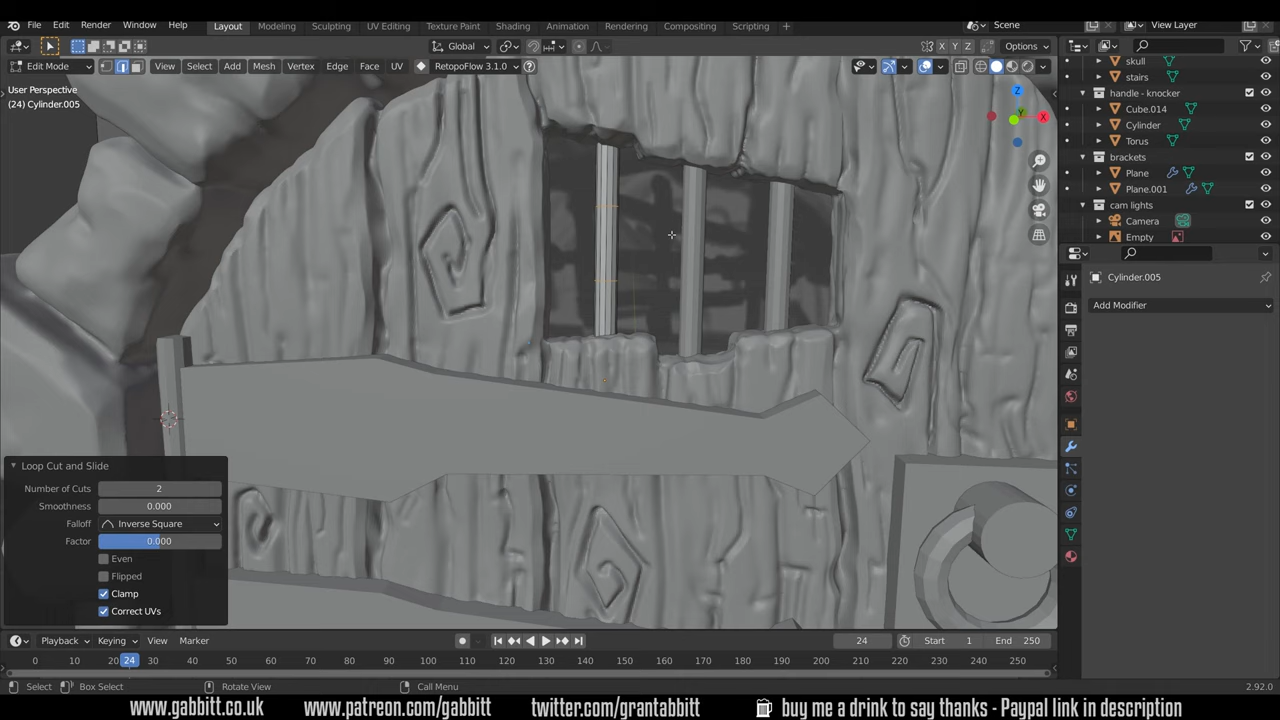 File Edit Render Window Help Layout Modeling Sculpting UV Editing Texture Paint Shading Animation Rendering Compositing Scripting + Scene View Layer
Global Options
Edit Mode View Select Add Mesh Vertex Edge Face UV RetopoFlow 3.1.0 X Y Z
User Perspective
(24) Cylinder.005
Z
X
Y
skull
stairs
handle - knocker
Cube.014
Cylinder
Torus
brackets
Plane
Plane.001
cam lights
Camera
Empty
Cylinder.005
Add Modifier
Loop Cut and Slide
Number of Cuts 2
Smoothness 0.000
Falloff Inverse Square
Factor 0.000
Even
Flipped
Clamp
Correct UVs
Playback Keying View Marker 24 Start 1 End 250
0 10 20 24 30 40 50 60 70 80 90 100 110 120 130 140 150 160 170 180 190 200 210 220 230 240 250
Select Box Select Rotate View Call Menu 2.92.0
www.gabbitt.co.uk www.patreon.com/gabbitt twitter.com/grantabbitt buy me a drink to say thanks - Paypal link in description